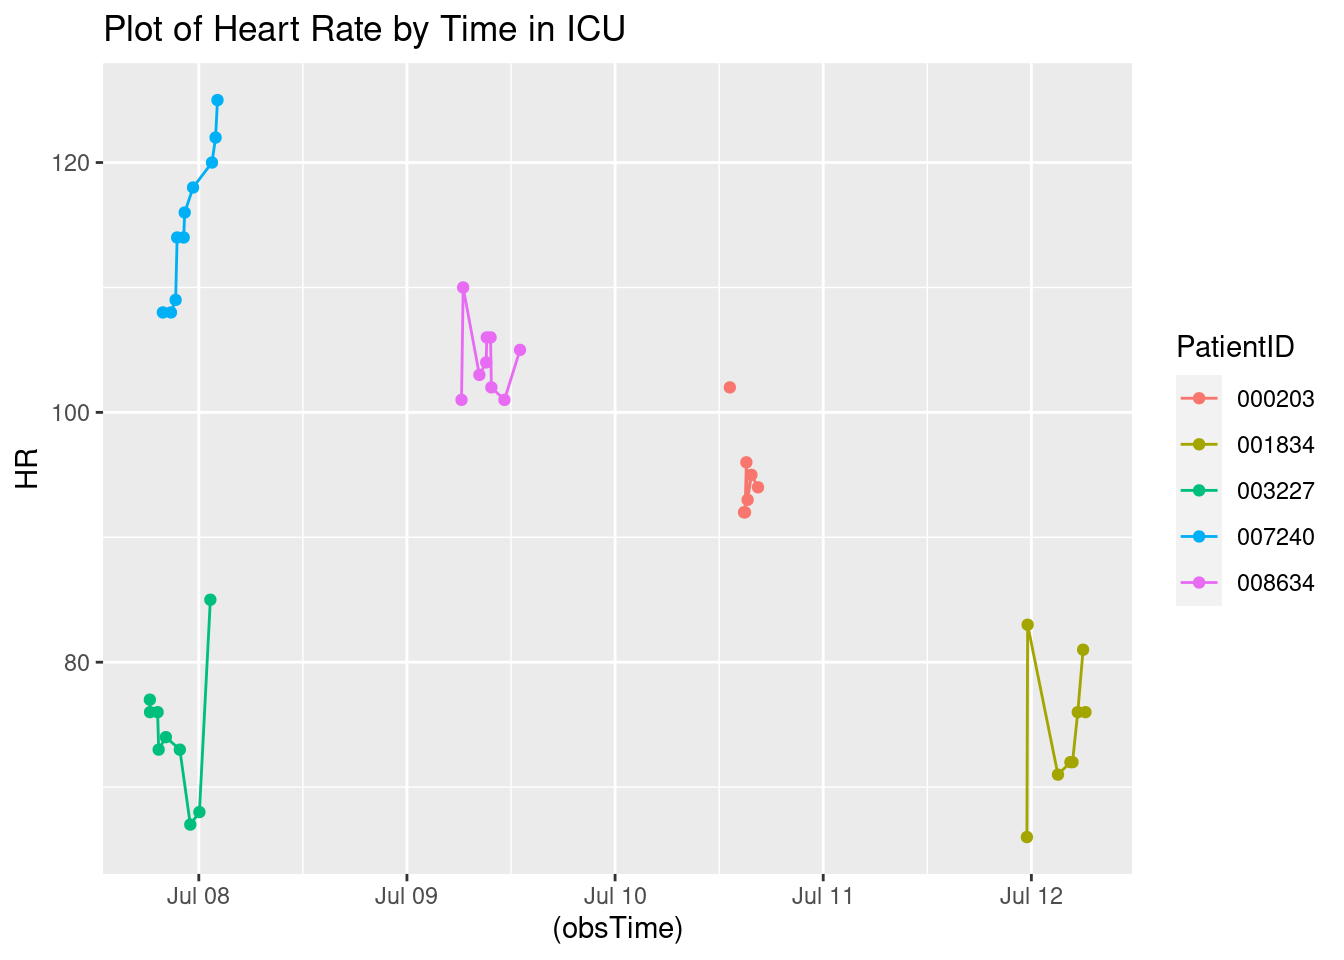 Plot of Heart Rate by Time in ICU
120
100
80
HR
Jul 08
Jul 09
Jul 10
Jul 11
Jul 12
(obsTime)
PatientID
000203
001834
003227
007240
008634